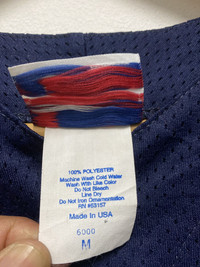 100% POLYESTER
Machine Wash Cold Water
Wash With Like Color
Do Not Bleach
Line Dry
Do Not Iron Ornamentation
RN #53157
Made In USA
6000
M